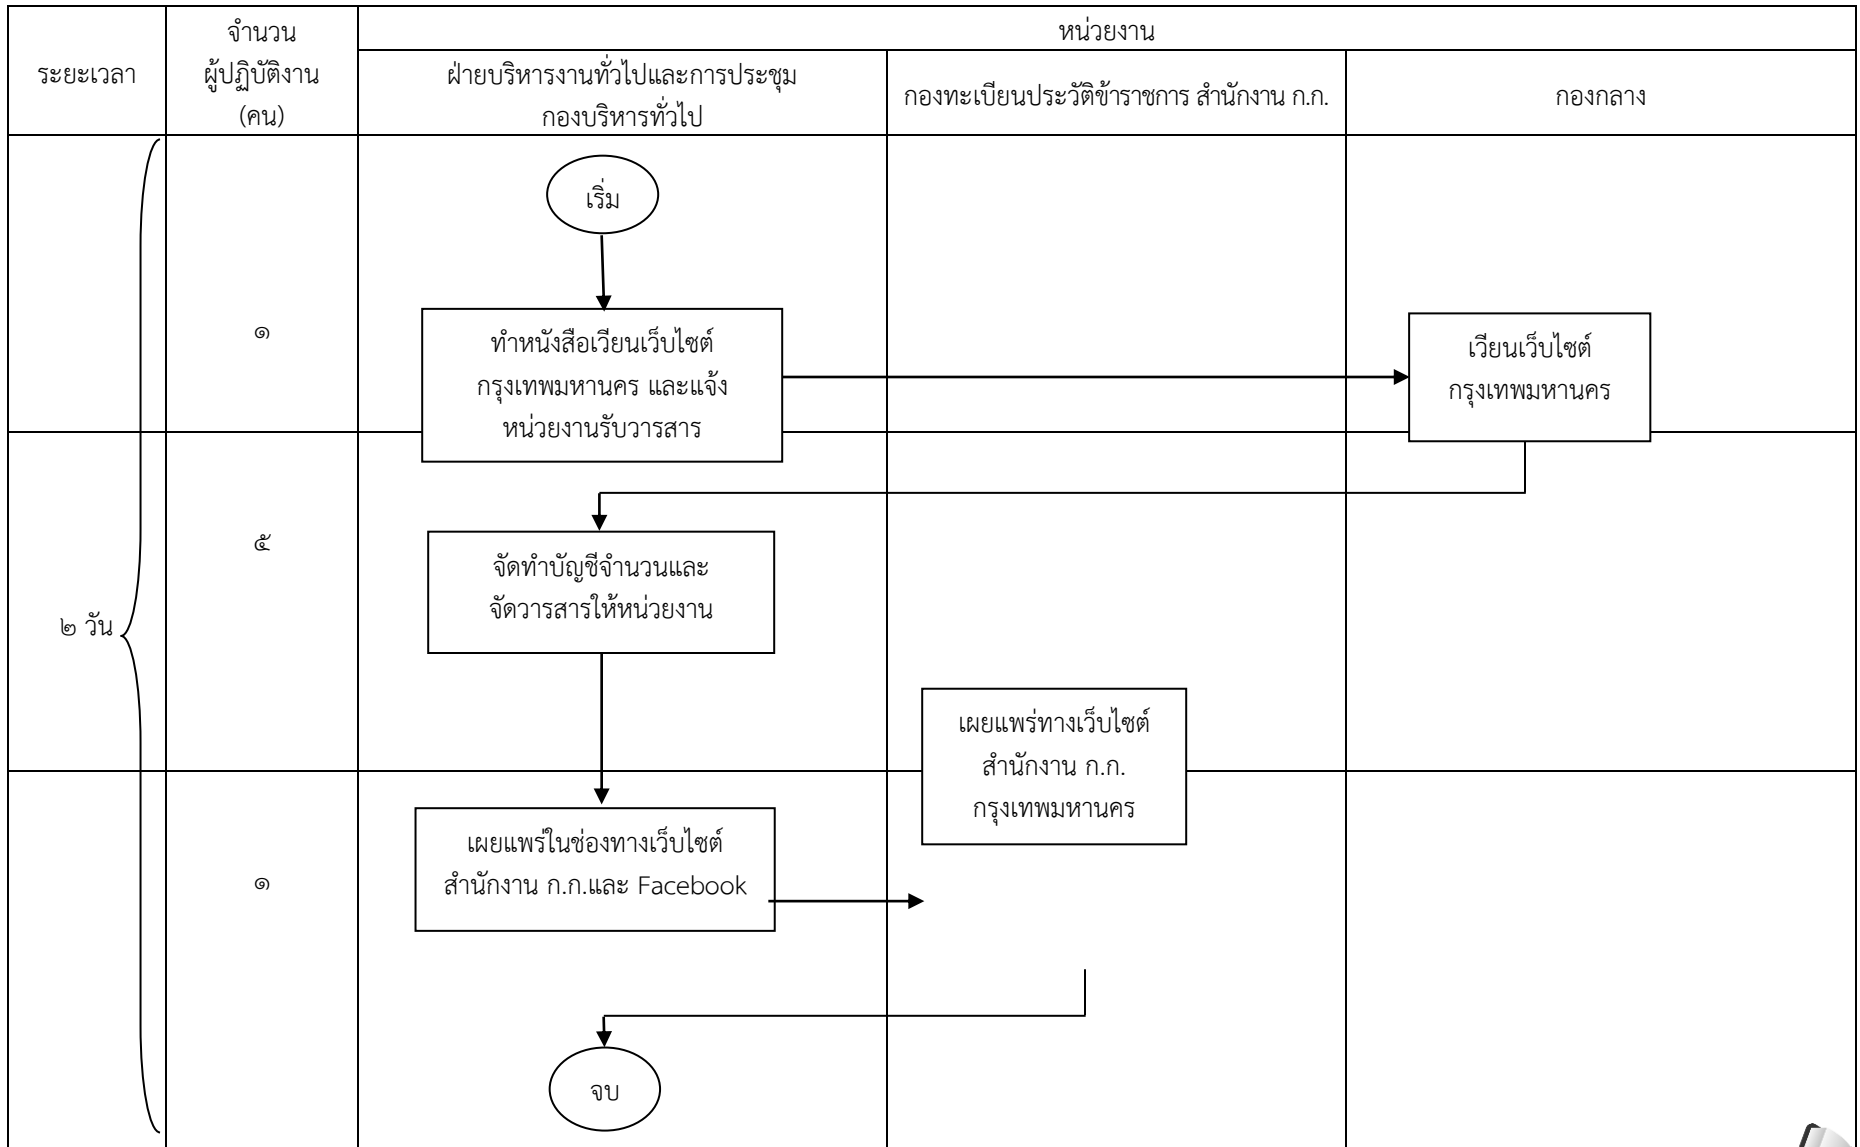 ระยะเวลา
จำนวน
ผู้ปฏิบัติงาน
(คน)
หน่วยงาน
ฝ่ายบริหารงานทั่วไปและการประชุม
กองบริหารทั่วไป
กองทะเบียนประวัติข้าราชการ สำนักงาน ก.ก.
กองกลาง
เริ่ม
๑
ทำหนังสือเวียนเว็บไซต์
กรุงเทพมหานคร และแจ้ง
หน่วยงานรับวารสาร
เวียนเว็บไซต์
กรุงเทพมหานคร
๕
จัดทำบัญชีจำนวนและ
จัดวารสารให้หน่วยงาน
๒ วัน
เผยแพร่ทางเว็บไซต์
สำนักงาน ก.ก.
กรุงเทพมหานคร
๑
เผยแพร่ในช่องทางเว็บไซต์
สำนักงาน ก.ก.และ Facebook
จบ